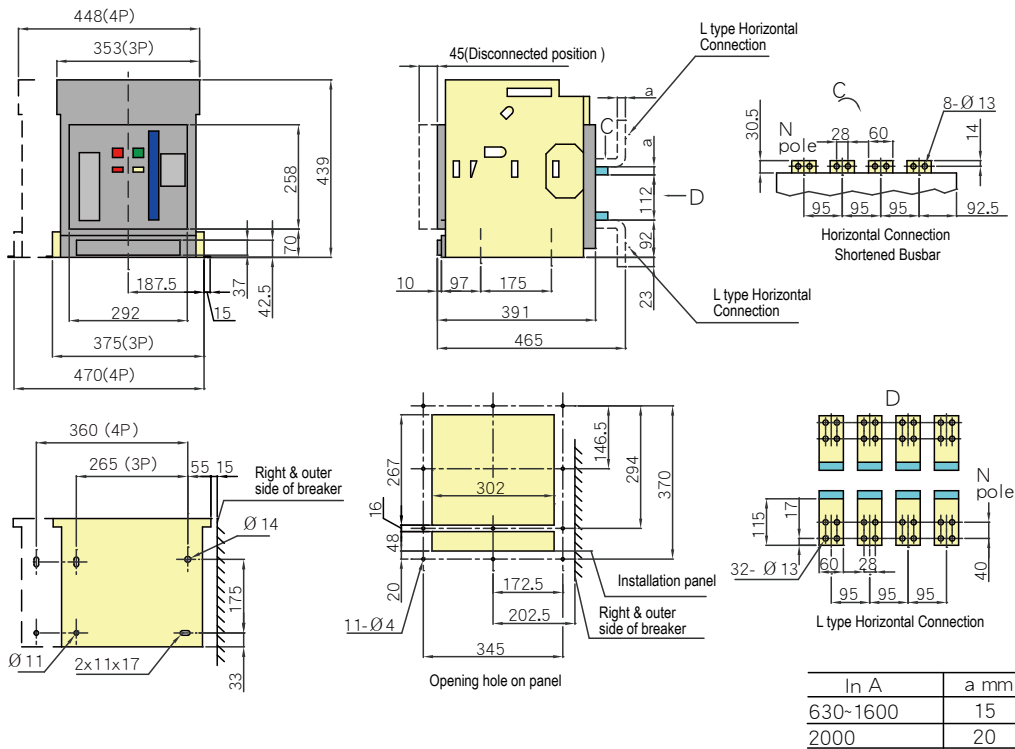 448(4P)
353(3P)
258
439
70
187.5
37
42.5
292
15
375(3P)
470(4P)
45(Disconnected position )
L type Horizontal
Connection
a
C
a
112
D
92
10
97
175
23
391
465
L type Horizontal
Connection
C
8-Ø 13
30.5
N
pole
28
60
14
95
95
95
92.5
Horizontal Connection
Shortened Busbar
360 (4P)
265 (3P)
55
15
Right & outer
side of breaker
Ø 14
175
Ø 11
2x11x17
33
267
302
146.5
294
370
16
48
20
172.5
Installation panel
202.5
Right & outer
side of breaker
11-Ø 4
345
Opening hole on panel
D
N
pole
115
17
32- Ø 13
60
28
40
95
95
95
L type Horizontal Connection
In A a mm
630~1600 15
2000 20